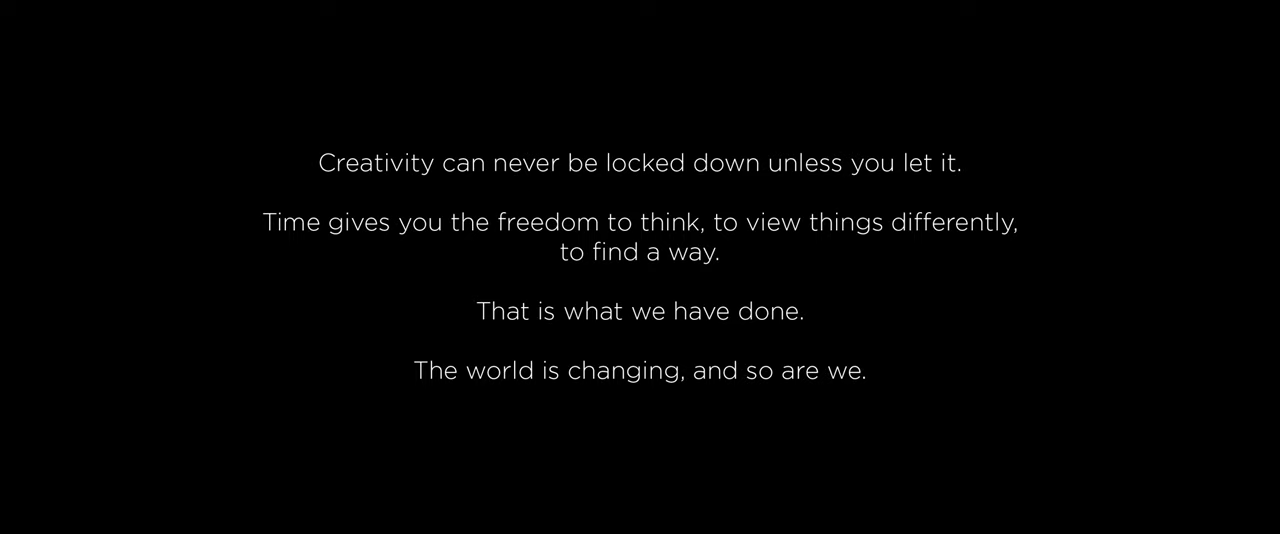 Creativity can never be locked down unless you let it.
Time gives you the freedom to think, to view things differently,
to find a way.
That is what we have done.
The world is changing, and so are we.